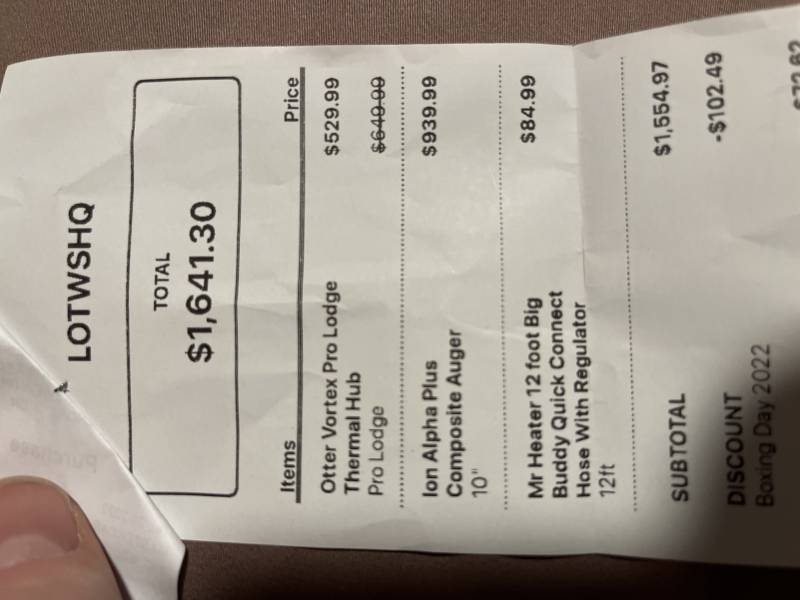 LOTWSHQ
TOTAL
$1,641.30
Items Price
Otter Vortex Pro Lodge $529.99
Thermal Hub
Pro Lodge $649.99
Ion Alpha Plus $939.99
Composite Auger
10"
Mr Heater 12 foot Big $84.99
Buddy Quick Connect
Hose With Regulator
12ft
SUBTOTAL $1,554.97
DISCOUNT -$102.49
Boxing Day 2022
purchase